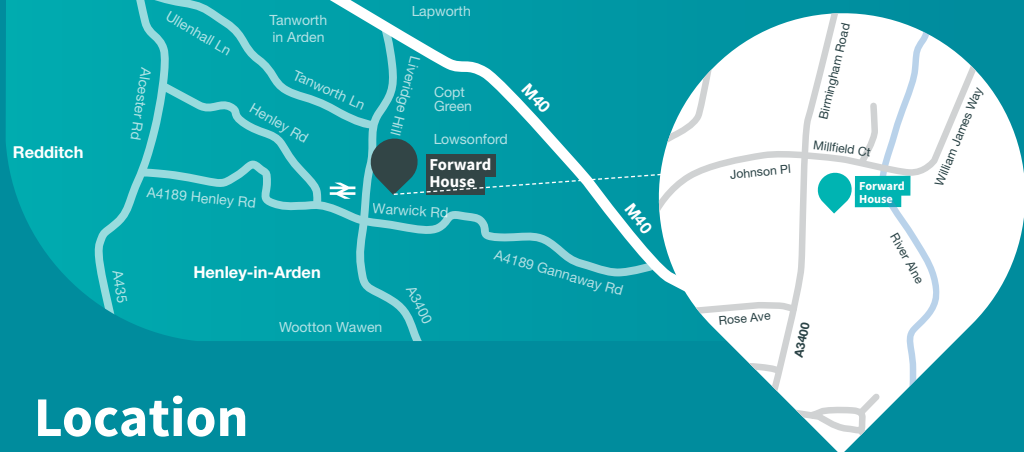 Lapworth
Tanworth
in Arden
Ullenhall Ln
Tanworth Ln
Liveridge Hill
Copt
Green
M40
Alcester Rd
Henley Rd
Lowsonford
Redditch
Forward
House
A4189 Henley Rd
Warwick Rd
M40
A4189 Gannaway Rd
Henley-in-Arden
A435
A3400
Wootton Wawen
Birmingham Road
Millfield Ct
William James Way
Johnson Pl
Forward
House
River Alne
Rose Ave
A3400
Location